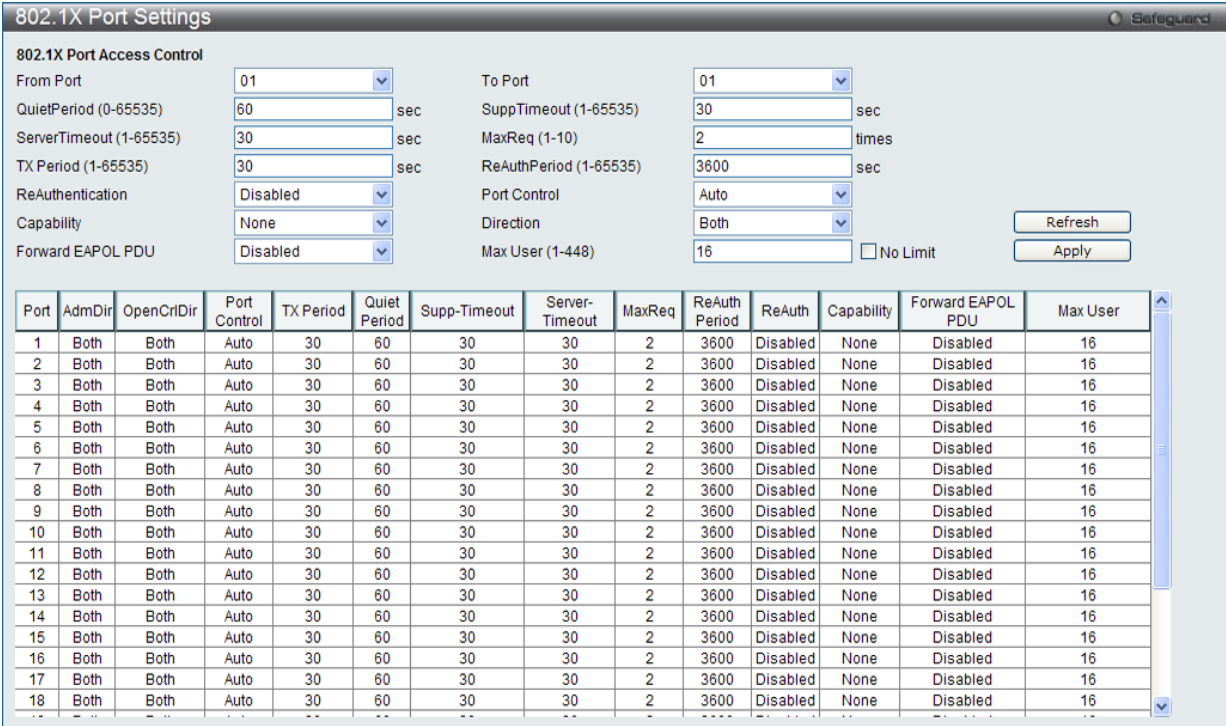 802.1X Port Settings Safeguard
802.1X Port Access Control
From Port 01 To Port 01
QuietPeriod (0-65535) 60 sec SuppTimeout (1-65535) 30 sec
ServerTimeout (1-65535) 30 sec MaxReq (1-10) 2 times
TX Period (1-65535) 30 sec ReAuthPeriod (1-65535) 3600 sec
ReAuthentication Disabled Port Control Auto
Capability None Direction Both Refresh
Forward EAPOL PDU Disabled Max User (1-448) 16 No Limit Apply
Port AdmDir OpenCrlDir Port Control TX Period Quiet Period Supp-Timeout Server-Timeout MaxReq ReAuth Period ReAuth Capability Forward EAPOL PDU Max User
1 Both Both Auto 30 60 30 30 2 3600 Disabled None Disabled 16
2 Both Both Auto 30 60 30 30 2 3600 Disabled None Disabled 16
3 Both Both Auto 30 60 30 30 2 3600 Disabled None Disabled 16
4 Both Both Auto 30 60 30 30 2 3600 Disabled None Disabled 16
5 Both Both Auto 30 60 30 30 2 3600 Disabled None Disabled 16
6 Both Both Auto 30 60 30 30 2 3600 Disabled None Disabled 16
7 Both Both Auto 30 60 30 30 2 3600 Disabled None Disabled 16
8 Both Both Auto 30 60 30 30 2 3600 Disabled None Disabled 16
9 Both Both Auto 30 60 30 30 2 3600 Disabled None Disabled 16
10 Both Both Auto 30 60 30 30 2 3600 Disabled None Disabled 16
11 Both Both Auto 30 60 30 30 2 3600 Disabled None Disabled 16
12 Both Both Auto 30 60 30 30 2 3600 Disabled None Disabled 16
13 Both Both Auto 30 60 30 30 2 3600 Disabled None Disabled 16
14 Both Both Auto 30 60 30 30 2 3600 Disabled None Disabled 16
15 Both Both Auto 30 60 30 30 2 3600 Disabled None Disabled 16
16 Both Both Auto 30 60 30 30 2 3600 Disabled None Disabled 16
17 Both Both Auto 30 60 30 30 2 3600 Disabled None Disabled 16
18 Both Both Auto 30 60 30 30 2 3600 Disabled None Disabled 16